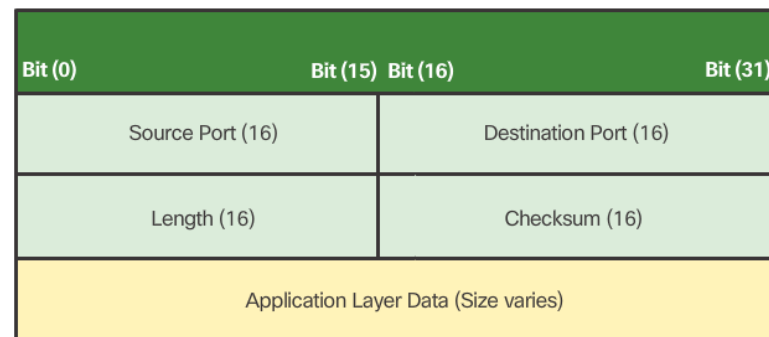 Bit (0) Bit (15) Bit (16) Bit (31)
Source Port (16) Destination Port (16)
Length (16) Checksum (16)
Application Layer Data (Size varies)